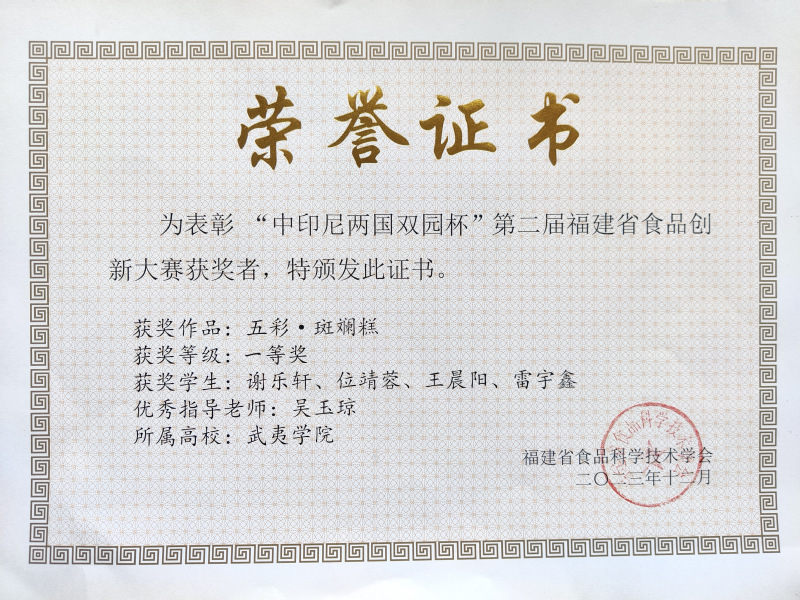 荣誉证书
为表彰 “中印尼两国双园杯”第二届福建省食品创
新大赛获奖者，特颁发此证书。
获奖作品：五彩·斑斓糕
获奖等级：一等奖
获奖学生：谢乐轩、位靖蓉、王晨阳、雷宇鑫
优秀指导老师：吴玉琼
所属高校：武夷学院
福建省食品科学技术学会
二〇二三年十二月